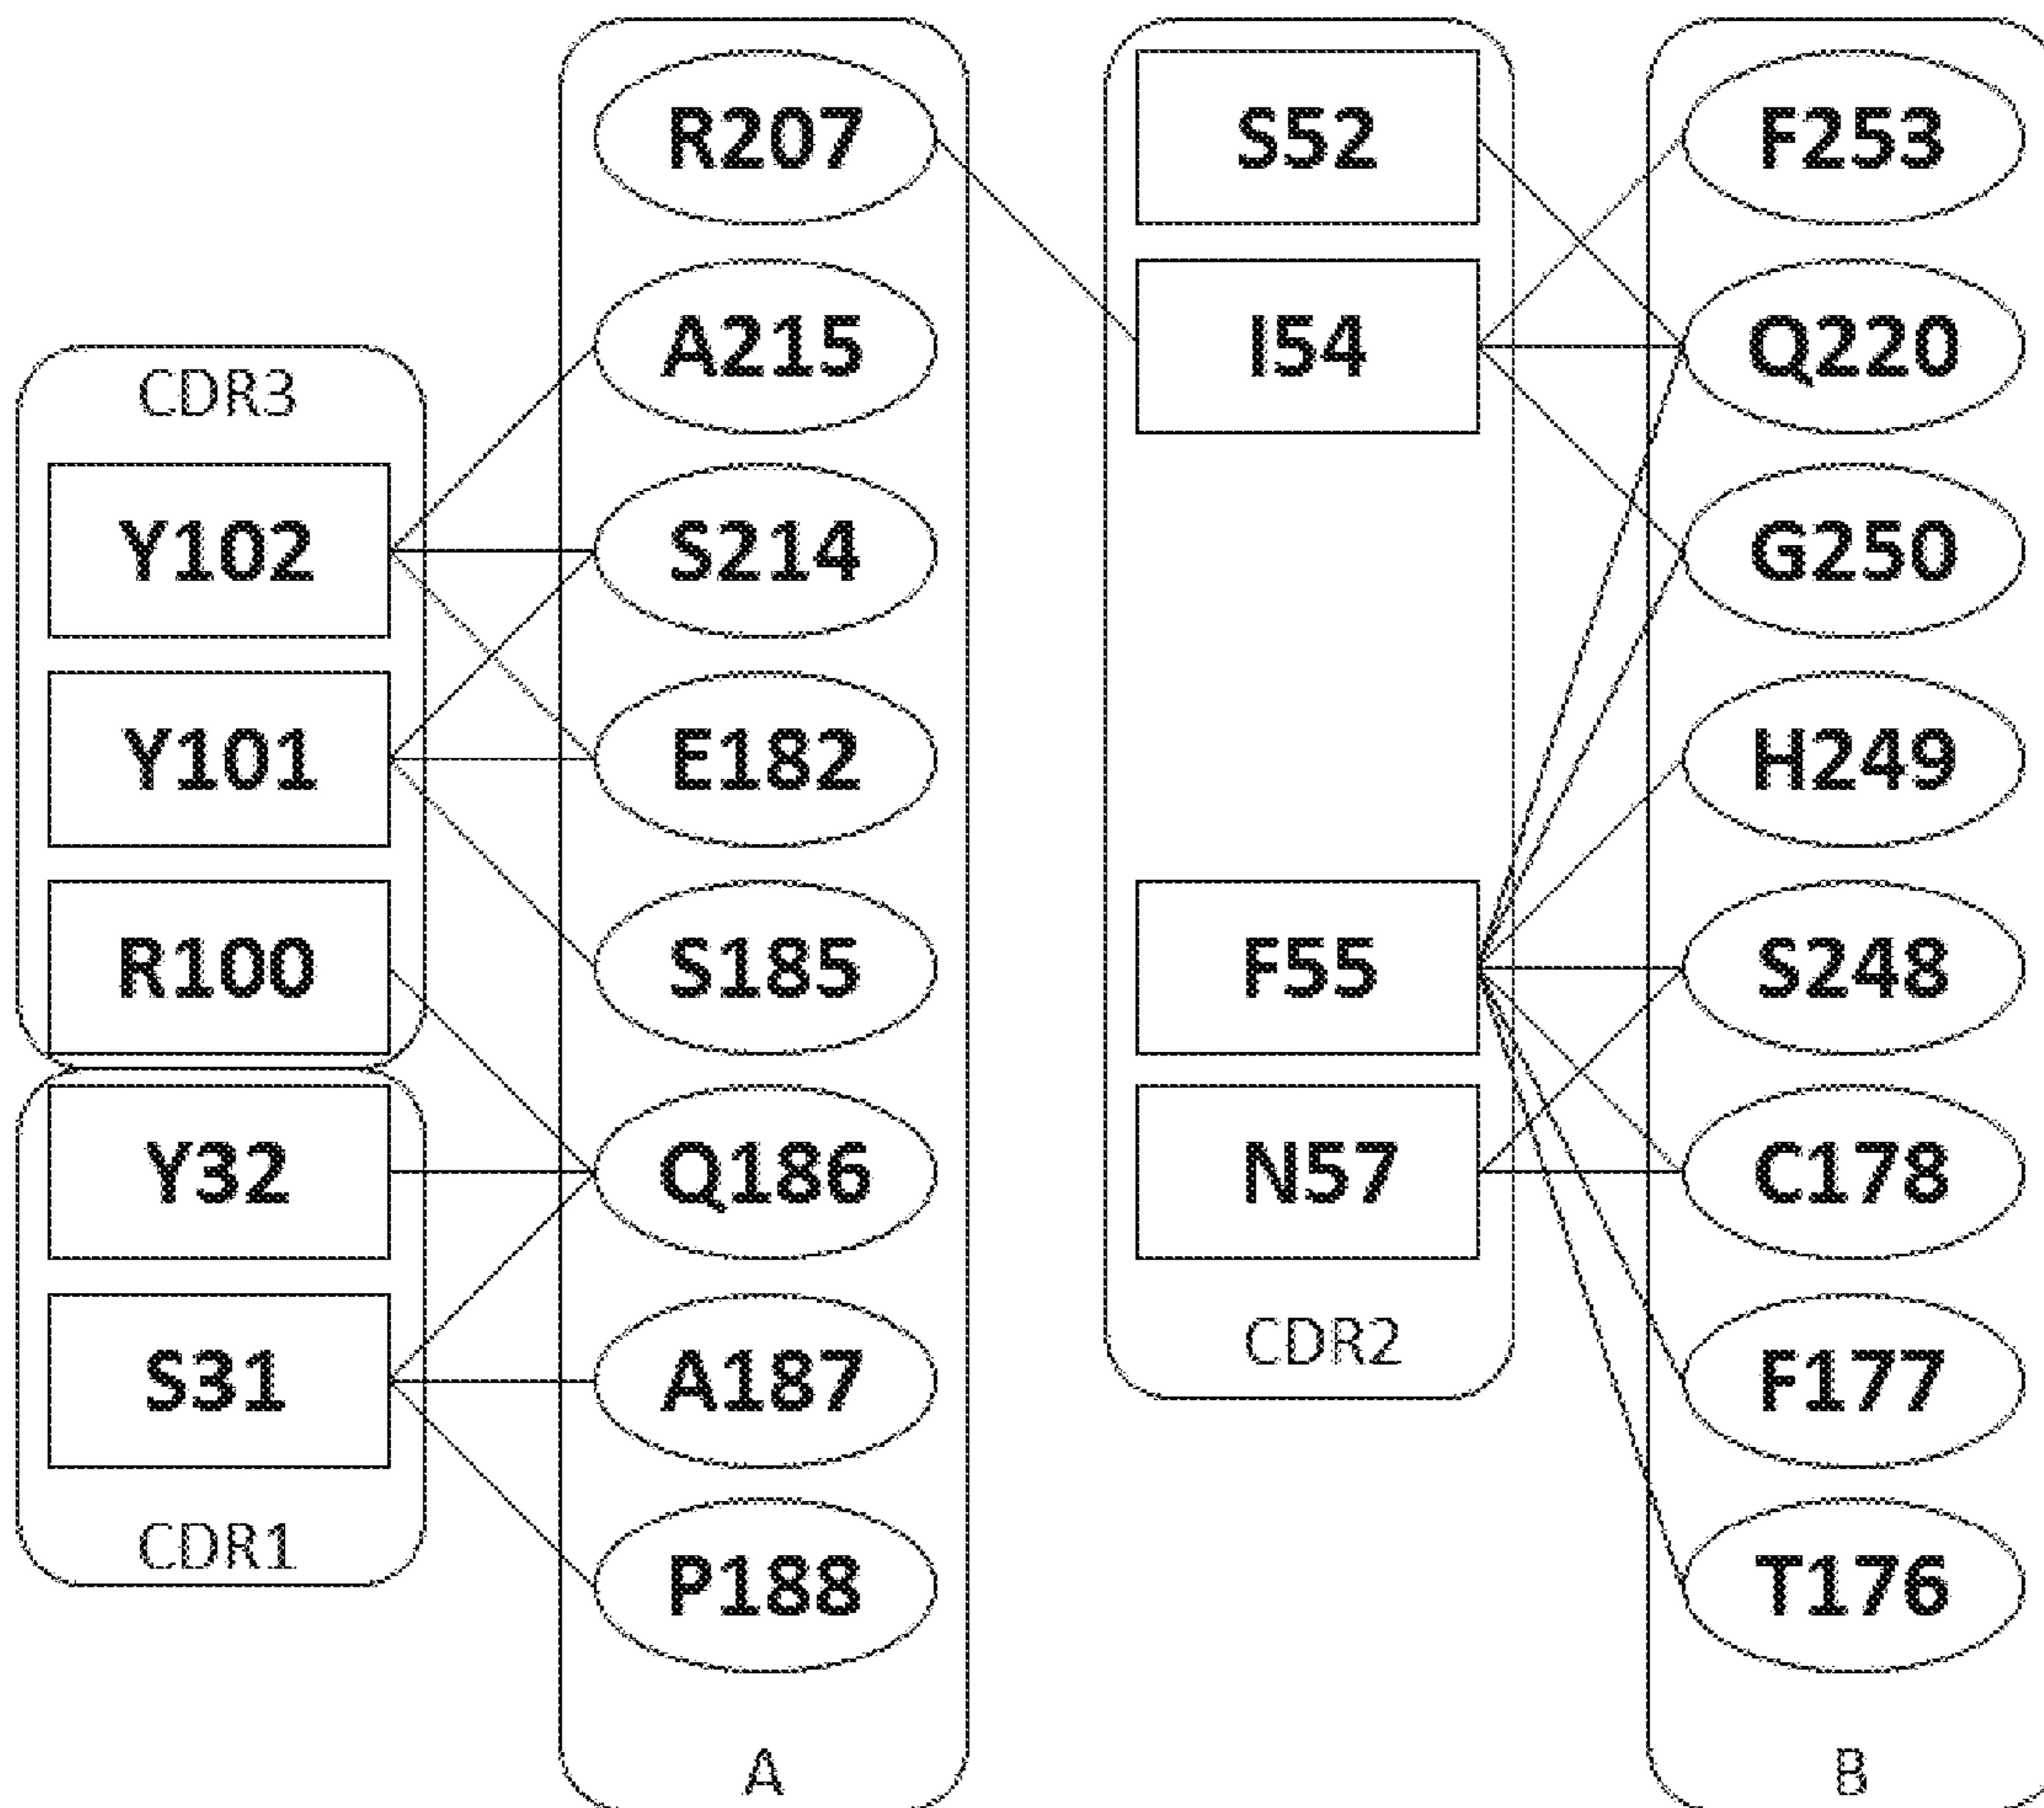 CDR3
Y102
Y101
R100
Y32
S31
CDR1
R207
A215
S214
E182
S185
Q186
A187
P188
A
S52
I54
F55
N57
CDR2
F253
Q220
G250
H249
S248
C178
F177
T176
B